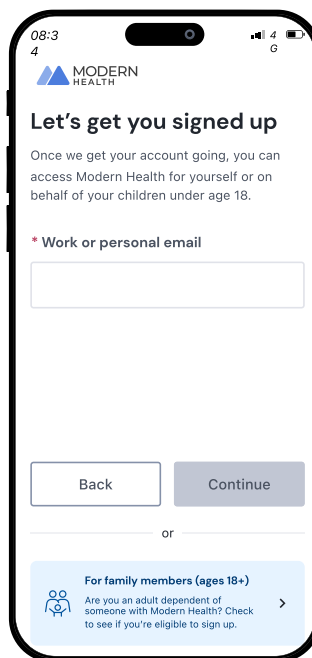 08:3
4
4
G
MODERN
HEALTH
Let's get you signed up
Once we get your account going, you can
access Modern Health for yourself or on
behalf of your children under age 18.
* Work or personal email
Back
Continue
or
For family members (ages 18+)
Are you an adult dependent of
someone with Modern Health? Check
to see if you're eligible to sign up.